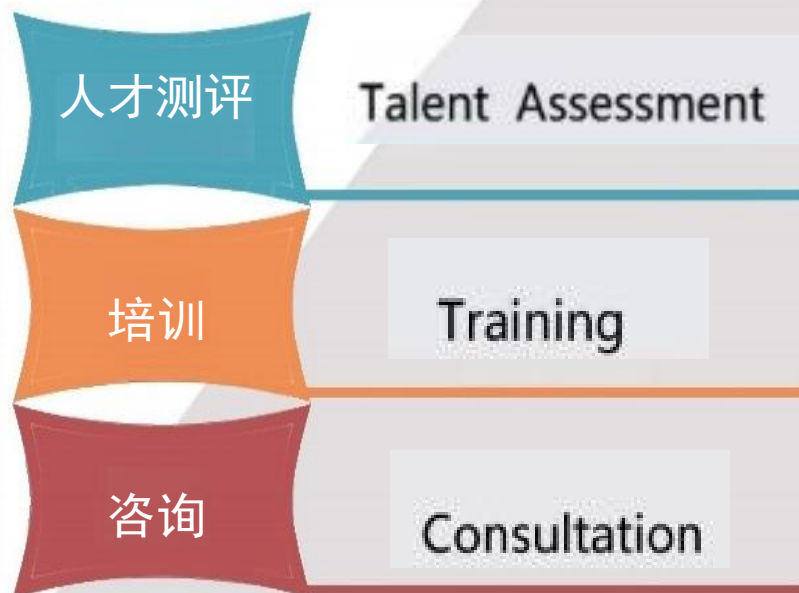 人才测评
Talent Assessment
培训
Training
咨询
Consultation